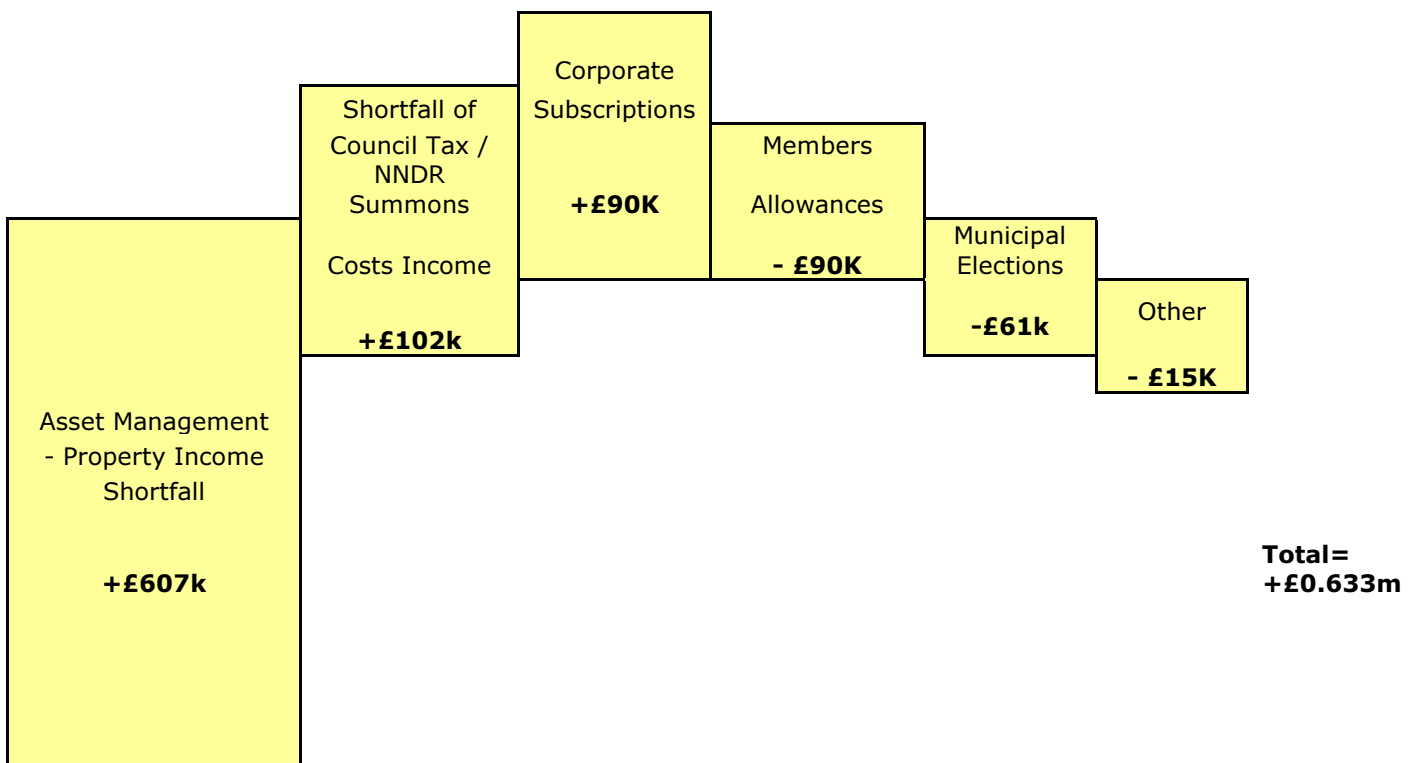 Asset Management
- Property Income
Shortfall
+£607k
Shortfall of
Council Tax /
NNDR
Summons
Costs Income
+£102k
Corporate
Subscriptions
+£90K
Members
Allowances
- £90K
Municipal
Elections
-£61k
Other
- £15K
Total=
+£0.633m